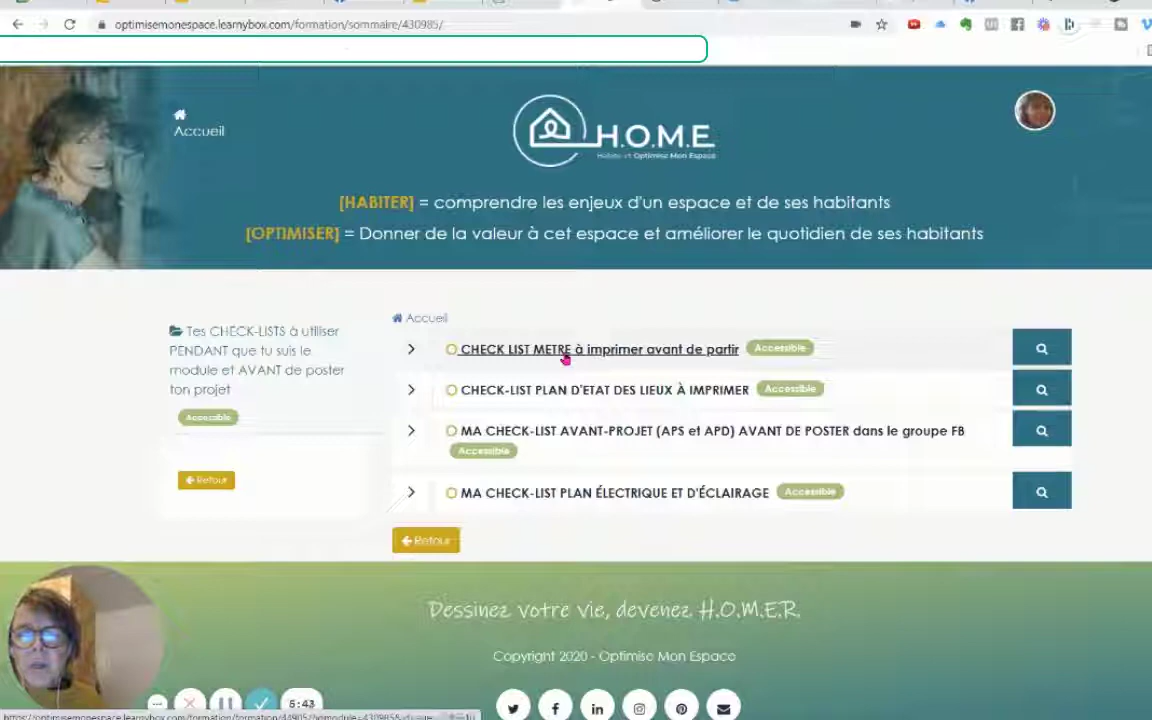 optimisemonespace.learnybox.com/formation/sommaire/430985/
Accueil
H.O.M.E
Habiter et Optimiser Mon Espace
[HABITER] = comprendre les enjeux d'un espace et de ses habitants
[OPTIMISER] = Donner de la valeur à cet espace et améliorer le quotidien de ses habitants
Tes CHECK-LISTS à utiliser
PENDANT que tu suis le
module et AVANT de poster
ton projet
Accessible
Retour
Accueil
CHECK LIST METRE à imprimer avant de partir Accessible
CHECK-LIST PLAN D'ETAT DES LIEUX À IMPRIMER Accessible
MA CHECK-LIST AVANT-PROJET (APS et APD) AVANT DE POSTER dans le groupe FB
Accessible
MA CHECK-LIST PLAN ÉLECTRIQUE ET D'ÉCLAIRAGE Accessible
Retour
Dessinez votre vie, devenez H.O.M.E.R.
Copyright 2020 - Optimise Mon Espace
5:43